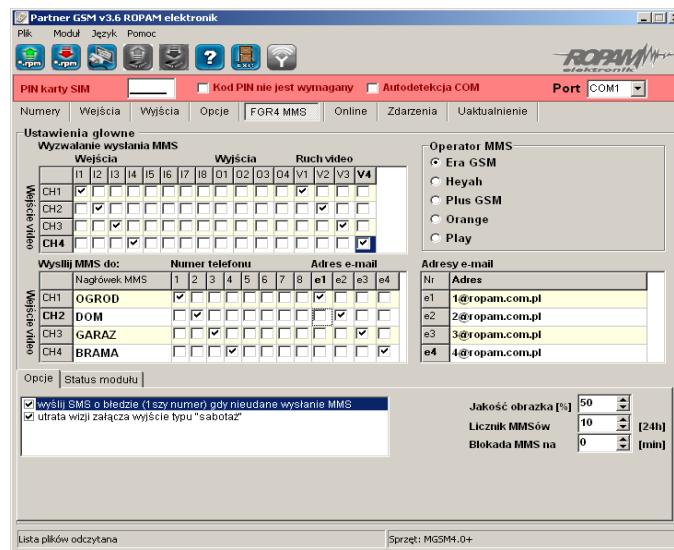 Partner GSM v3.6 ROPAM elektronik
Plik Moduł Język Pomoc
.rpm .rpm ? EXIT ROPAM elektronik
PIN karty SIM Kod PIN nie jest wymagany Autodetekcja COM Port COM1
Numery Wejścia Wyjścia Opcje FGR4 MMS Online Zdarzenia Uaktualnienie
Ustawienia glowne
Wyzwalanie wysłania MMS
Wejścia Wyjścia Ruch video
I1 I2 I3 I4 I5 I6 I7 I8 O1 O2 O3 O4 V1 V2 V3 V4
Wejście video
CH1
CH2
CH3
CH4
Operator MMS
Era GSM
Heyah
Plus GSM
Orange
Play
Wysllij MMS do: Numer telefonu Adres e-mail
Nagłówek MMS 1 2 3 4 5 6 7 8 e1 e2 e3 e4
Wejście video
CH1 OGROD
CH2 DOM
CH3 GARAZ
CH4 BRAMA
Adresy e-mail
Nr Adres
e1 1@ropam.com.pl
e2 2@ropam.com.pl
e3 3@ropam.com.pl
e4 4@ropam.com.pl
Opcje Status modułu
wyślij SMS o błedzie (1szy numer) gdy nieudane wysłanie MMS
utrata wizji załącza wyjście typu "sabotaż"
Jakość obrazka [%] 50
Licznik MMSów 10 [24h]
Blokada MMS na 0 [min]
Lista plików odczytana Sprzęt: MGSM4.0+